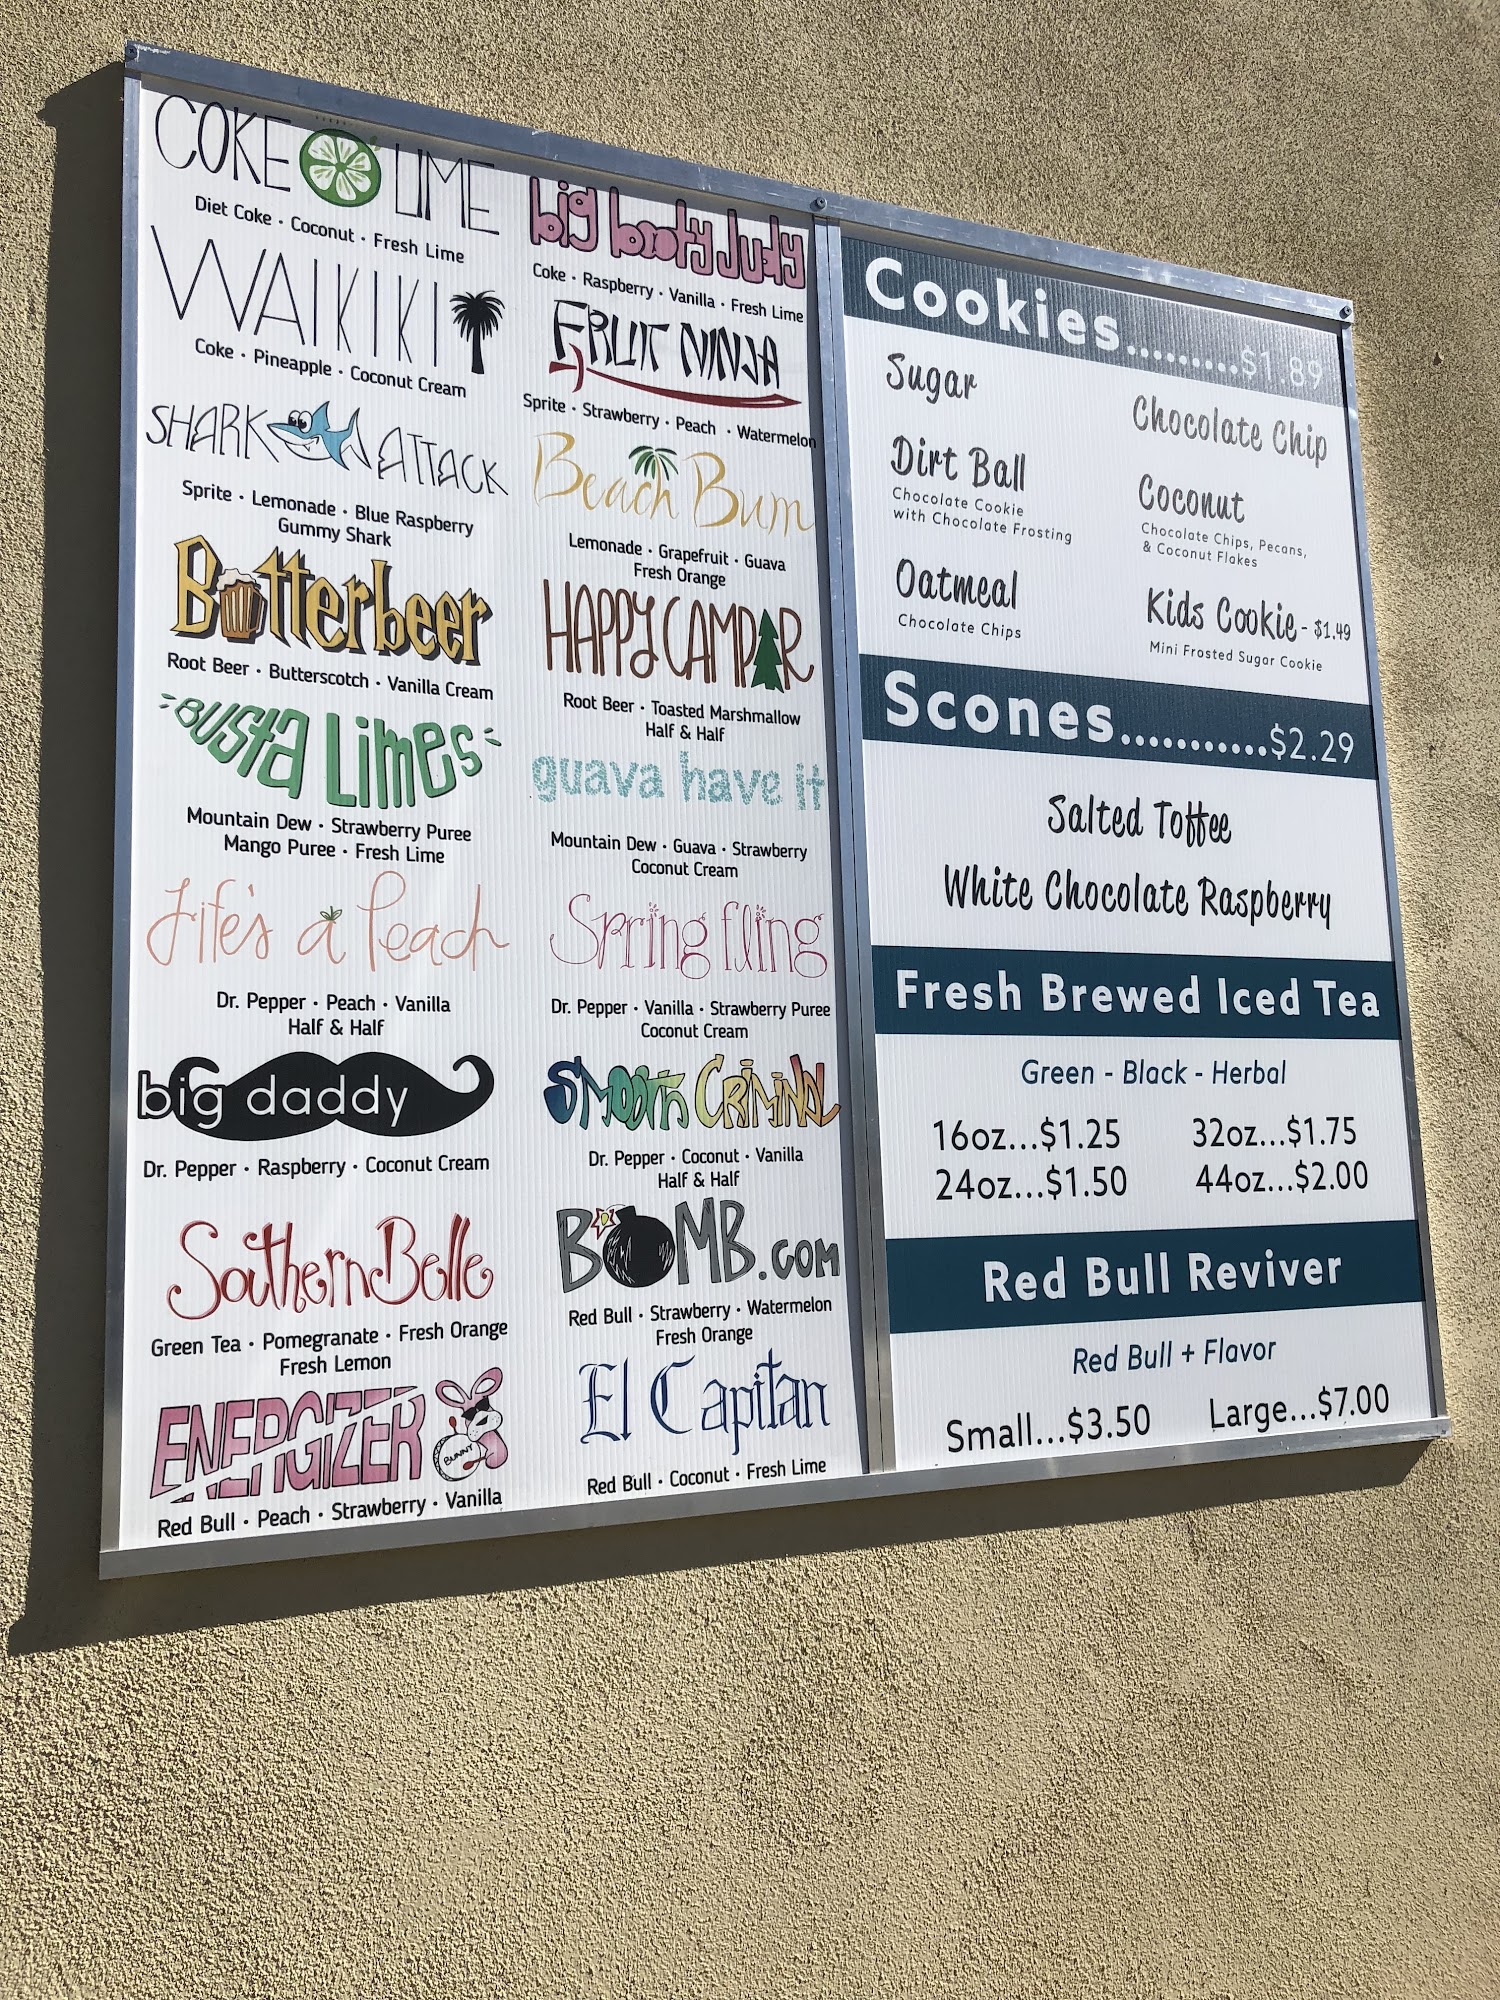 COKE LIME
Diet Coke • Coconut • Fresh Lime
WAIKIKI
Coke • Pineapple • Coconut Cream
SHARK ATTACK
Sprite • Lemonade • Blue Raspberry
Gummy Shark
Butterbeer
Root Beer • Butterscotch • Vanilla Cream
Busta Limes
Mountain Dew • Strawberry Puree
Mango Puree • Fresh Lime
Life's a Peach
Dr. Pepper • Peach • Vanilla
Half & Half
big daddy
Dr. Pepper • Raspberry • Coconut Cream
Southern Belle
Green Tea • Pomegranate • Fresh Orange
Fresh Lemon
ENERGIZER
BUNNY
Red Bull • Peach • Strawberry • Vanilla
big booty Judy
Coke • Raspberry • Vanilla • Fresh Lime
FRUIT NINJA
Sprite • Strawberry • Peach • Watermelon
Beach Bum
Lemonade • Grapefruit • Guava
Fresh Orange
HAPPY CAMPAR
Root Beer • Toasted Marshmallow
Half & Half
guava have it
Mountain Dew • Guava • Strawberry
Coconut Cream
Spring fling
Dr. Pepper • Vanilla • Strawberry Puree
Coconut Cream
SMOOTH CRIMINAL
Dr. Pepper • Coconut • Vanilla
Half & Half
BOMB.COM
Red Bull • Strawberry • Watermelon
Fresh Orange
El Capitan
Red Bull • Coconut • Fresh Lime
Cookies.........$1.89
Sugar
Chocolate Chip
Dirt Ball
Chocolate Cookie
with Chocolate Frosting
Coconut
Chocolate Chips, Pecans,
& Coconut Flakes
Oatmeal
Chocolate Chips
Kids Cookie - $1.49
Mini Frosted Sugar Cookie
Scones...........$2.29
Salted Toffee
White Chocolate Raspberry
Fresh Brewed Iced Tea
Green - Black - Herbal
16oz...$1.25 32oz...$1.75
24oz...$1.50 44oz...$2.00
Red Bull Reviver
Red Bull + Flavor
Small...$3.50 Large...$7.00